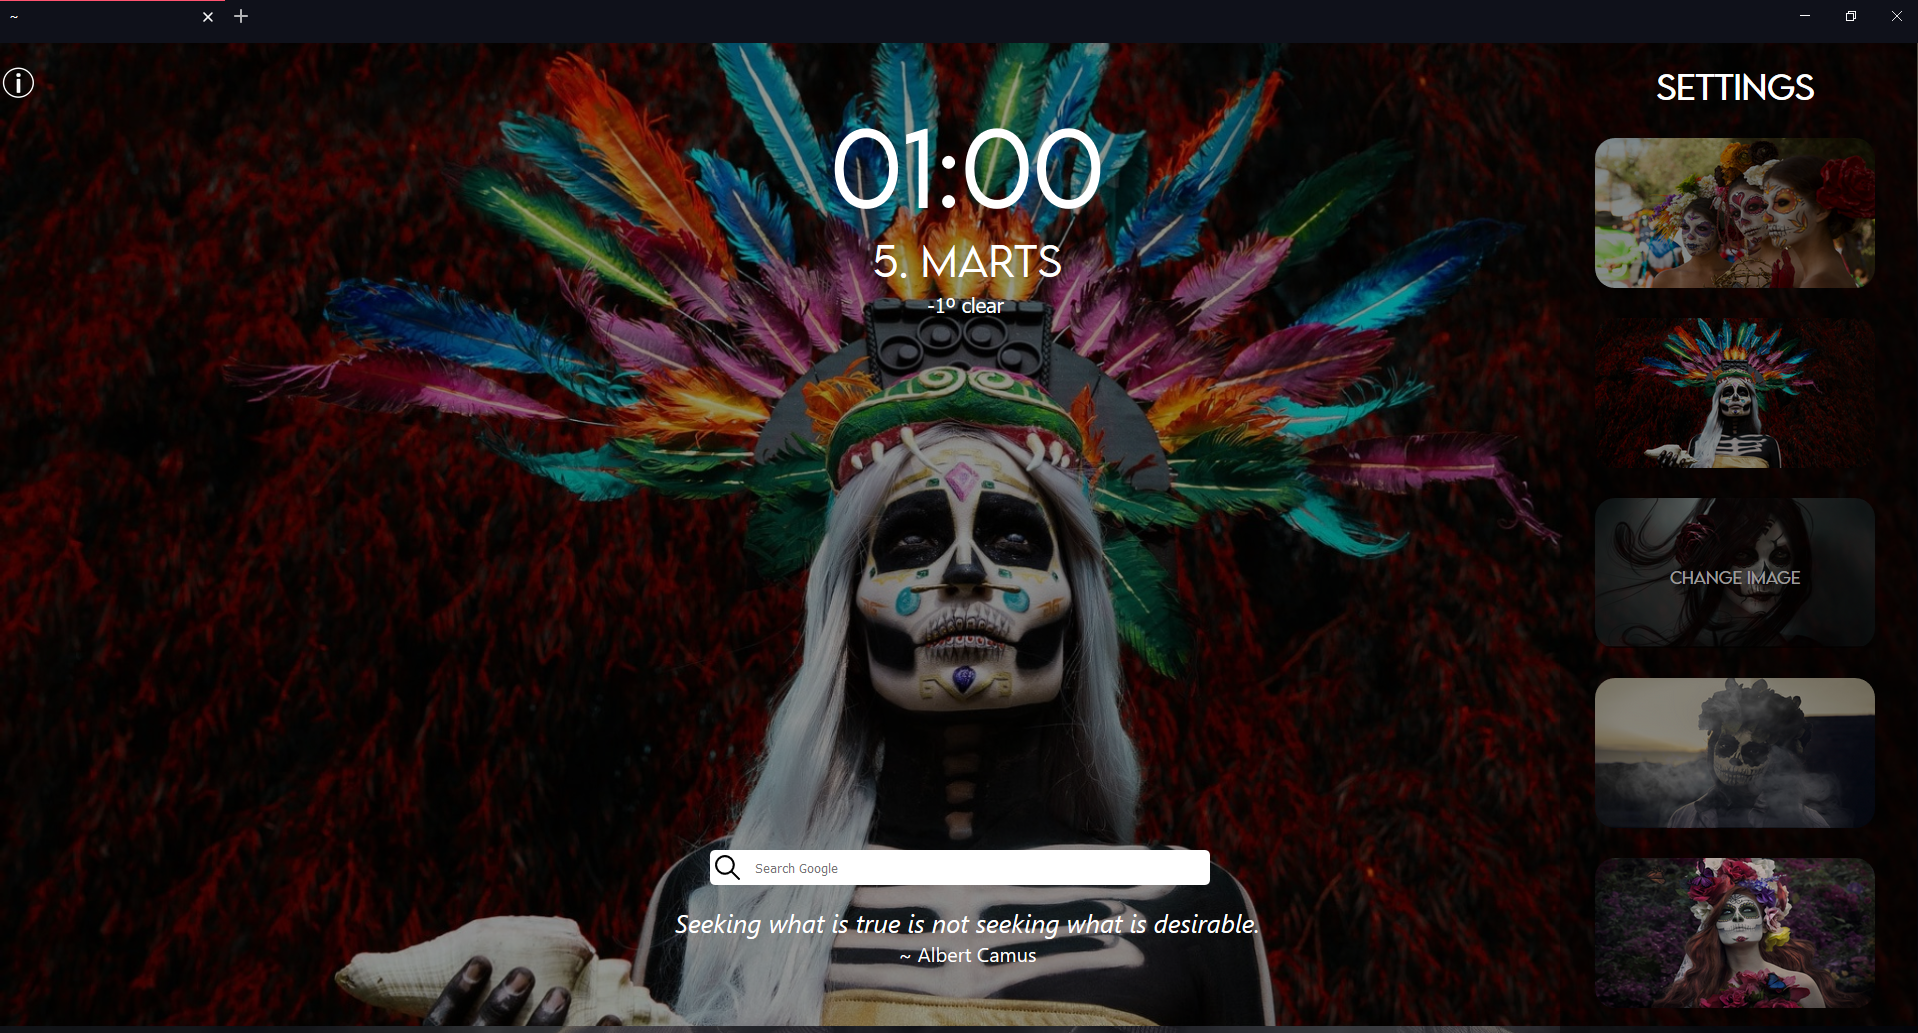 ~
SETTINGS
01:00
5. MARTS
-1º clear
CHANGE IMAGE
Search Google
Seeking what is true is not seeking what is desirable.
~ Albert Camus